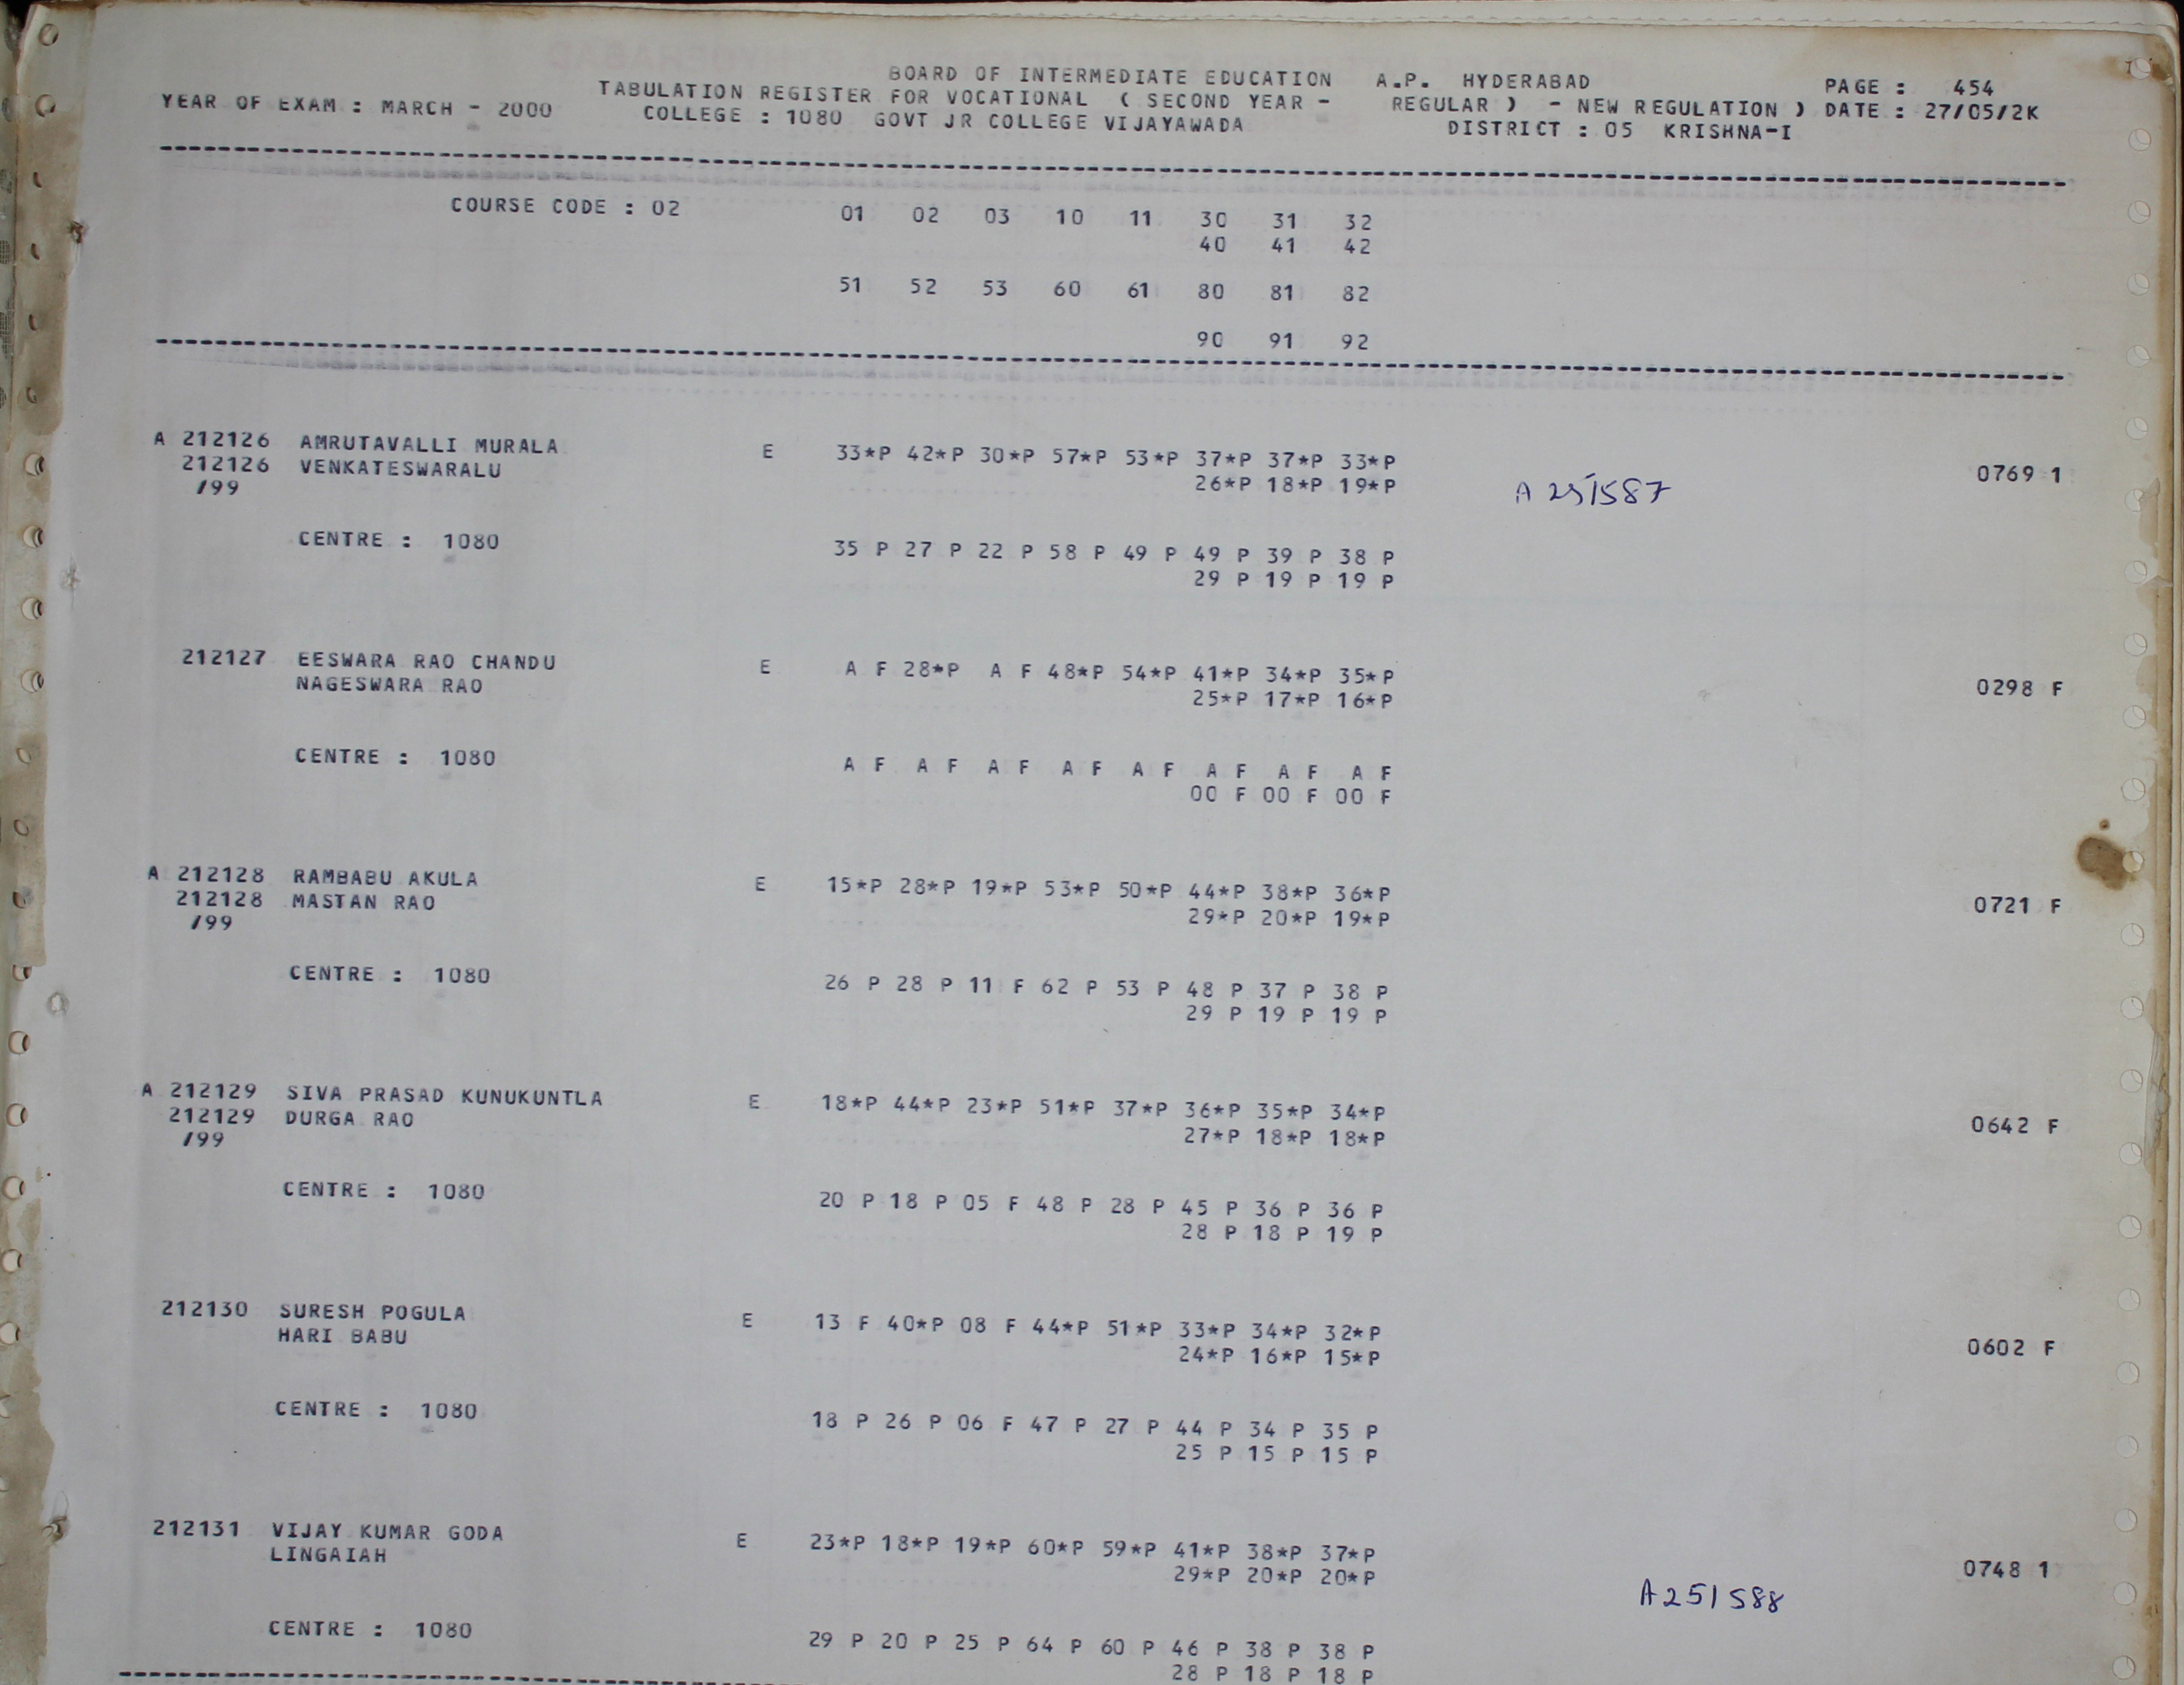 BOARD OF INTERMEDIATE EDUCATION A.P. HYDERABAD PAGE : 454
YEAR OF EXAM : MARCH - 2000 TABULATION REGISTER FOR VOCATIONAL ( SECOND YEAR - REGULAR ) - NEW REGULATION ) DATE : 27/05/2K
COLLEGE : 1080 GOVT JR COLLEGE VIJAYAWADA DISTRICT : 05 KRISHNA-I
COURSE CODE : 02 01 02 03 10 11 30 31 32
40 41 42
51 52 53 60 61 80 81 82
90 91 92
A 212126 AMRUTAVALLI MURALA E 33*P 42*P 30*P 57*P 53*P 37*P 37*P 33*P
212126 VENKATESWARALU 26*P 18*P 19*P A 251587 0769 1
/99
CENTRE : 1080 35 P 27 P 22 P 58 P 49 P 49 P 39 P 38 P
29 P 19 P 19 P
212127 EESWARA RAO CHANDU E A F 28*P A F 48*P 54*P 41*P 34*P 35*P
NAGESWARA RAO 25*P 17*P 16*P 0298 F
CENTRE : 1080 A F A F A F A F A F A F A F A F
00 F 00 F 00 F
A 212128 RAMBABU AKULA E 15*P 28*P 19*P 53*P 50*P 44*P 38*P 36*P
212128 MASTAN RAO 29*P 20*P 19*P 0721 F
/99
CENTRE : 1080 26 P 28 P 11 F 62 P 53 P 48 P 37 P 38 P
29 P 19 P 19 P
A 212129 SIVA PRASAD KUNUKUNTLA E 18*P 44*P 23*P 51*P 37*P 36*P 35*P 34*P
212129 DURGA RAO 27*P 18*P 18*P 0642 F
/99
CENTRE : 1080 20 P 18 P 05 F 48 P 28 P 45 P 36 P 36 P
28 P 18 P 19 P
212130 SURESH POGULA E 13 F 40*P 08 F 44*P 51*P 33*P 34*P 32*P
HARI BABU 24*P 16*P 15*P 0602 F
CENTRE : 1080 18 P 26 P 06 F 47 P 27 P 44 P 34 P 35 P
25 P 15 P 15 P
212131 VIJAY KUMAR GODA E 23*P 18*P 19*P 60*P 59*P 41*P 38*P 37*P
LINGAIAH 29*P 20*P 20*P A251588 0748 1
CENTRE : 1080 29 P 20 P 25 P 64 P 60 P 46 P 38 P 38 P
28 P 18 P 18 P